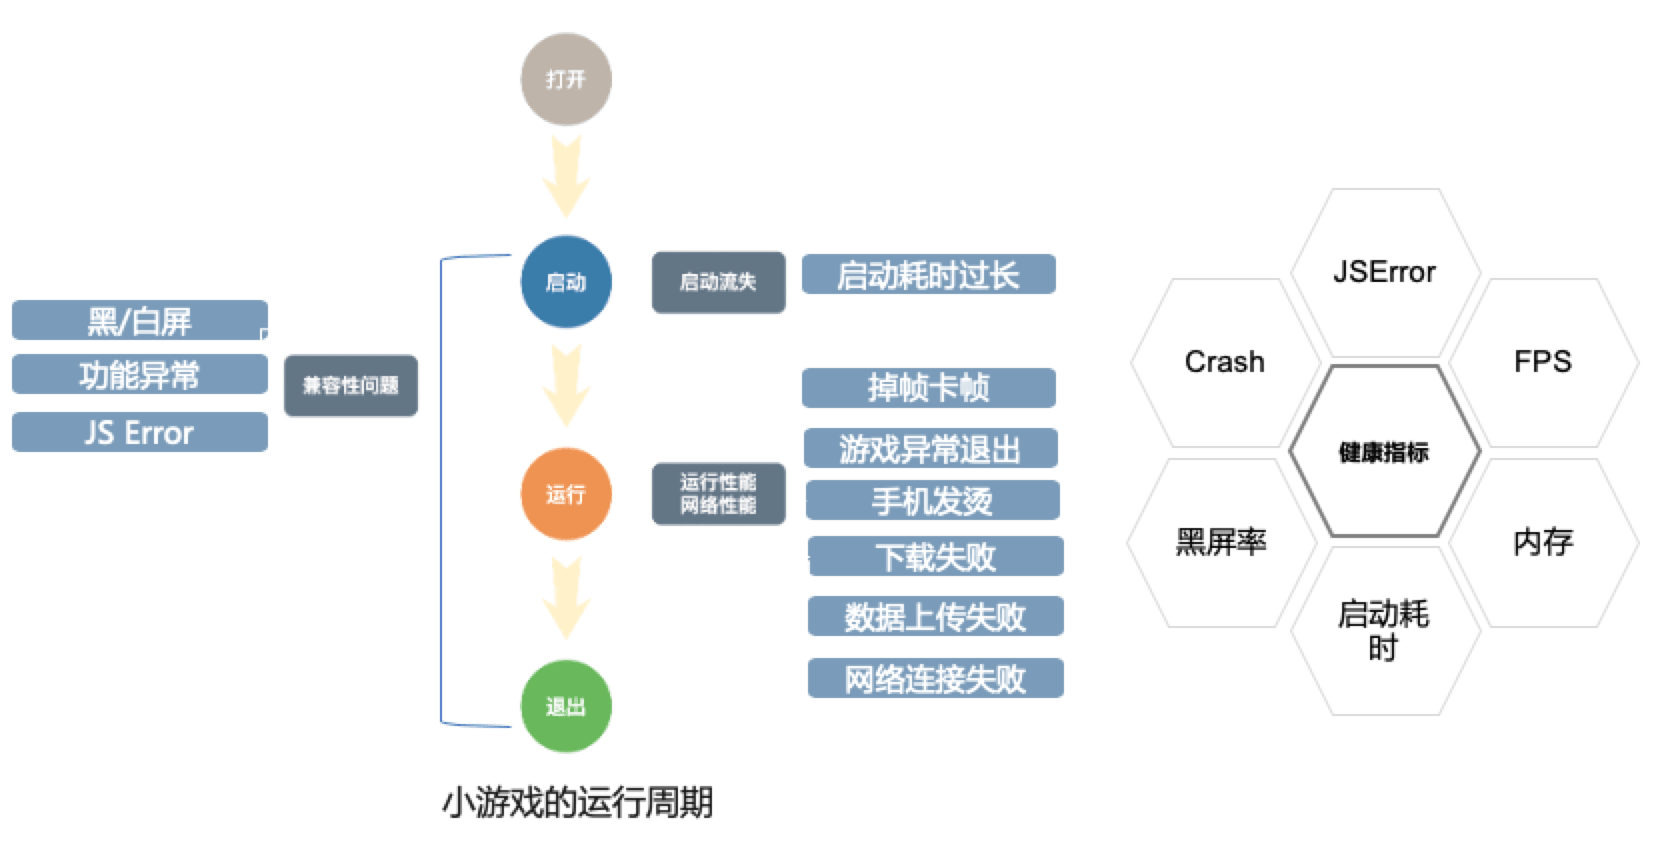 打开
启动
运行
退出
黑/白屏
功能异常
JS Error
兼容性问题
启动流失
启动耗时过长
运行性能
网络性能
掉帧卡帧
游戏异常退出
手机发烫
下载失败
数据上传失败
网络连接失败
小游戏的运行周期
JSError
Crash
FPS
健康指标
黑屏率
内存
启动耗
时